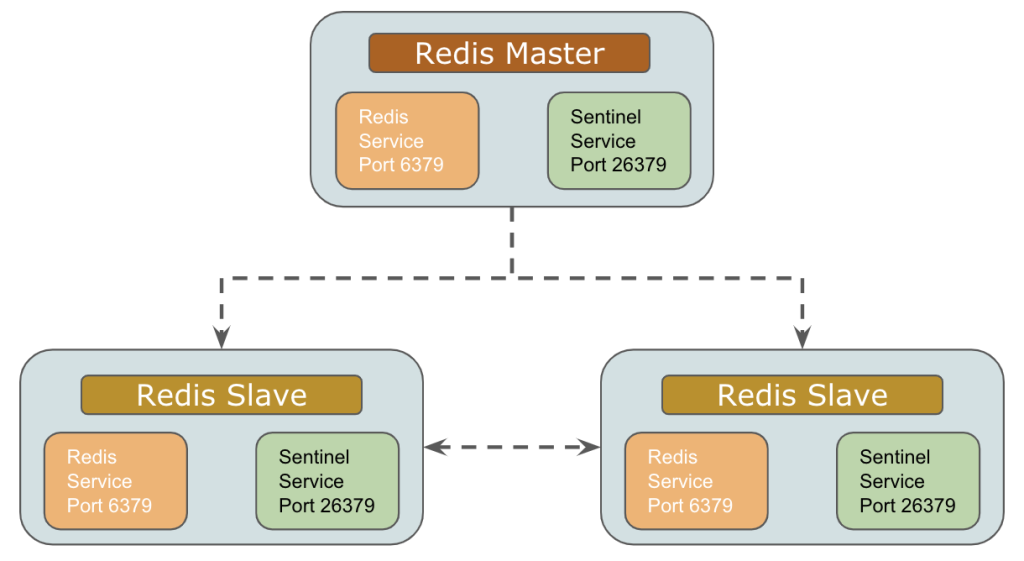 Redis Master
Redis
Service
Port 6379
Sentinel
Service
Port 26379
Redis Slave
Redis
Service
Port 6379
Sentinel
Service
Port 26379
Redis Slave
Redis
Service
Port 6379
Sentinel
Service
Port 26379